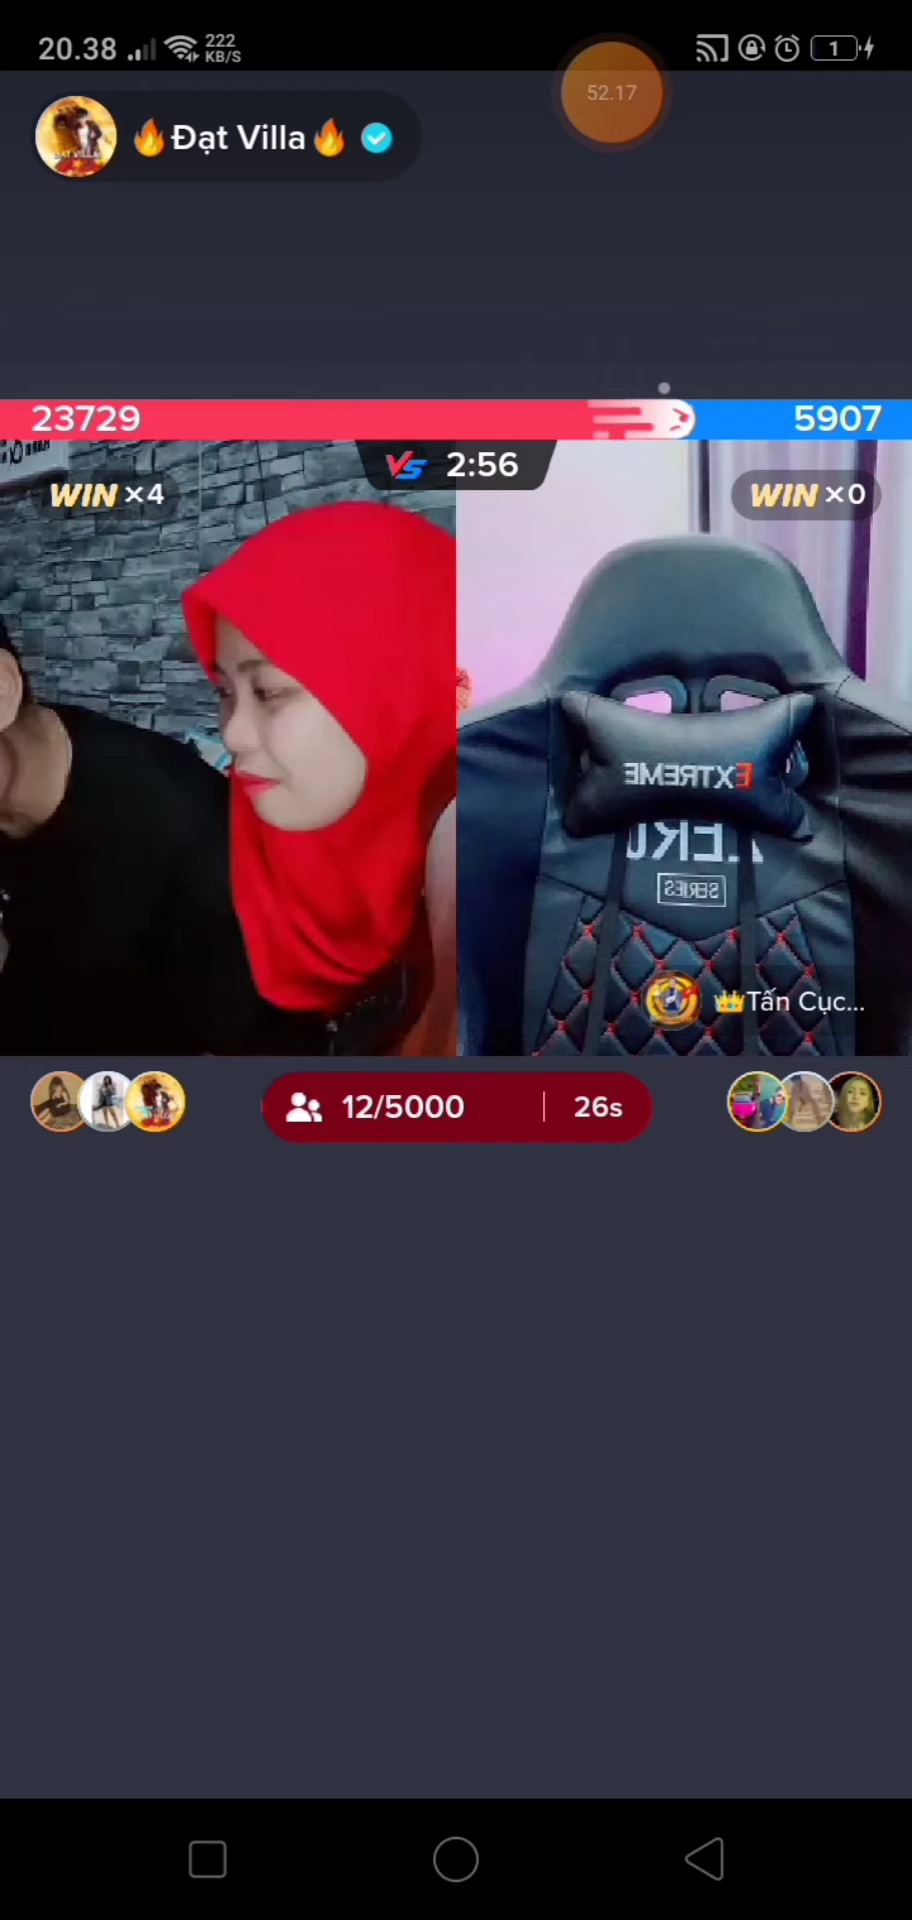 20.38
222
KB/S
1
52.17
🔥Đạt Villa🔥
23729
5907
VS 2:56
WIN ×4
WIN ×0
EXTREME
SERIES
👑Tấn Cục...
12/5000
26s